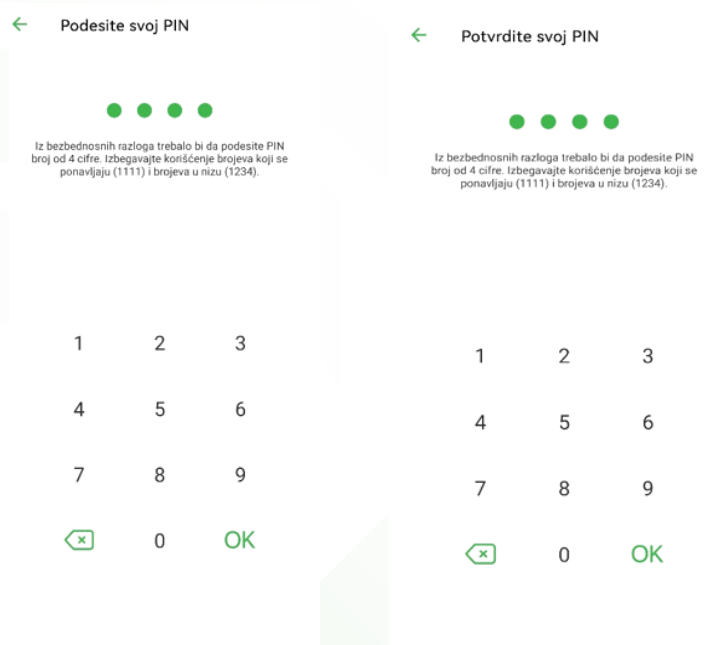 Podesite svoj PIN
Iz bezbednosnih razloga trebalo bi da podesite PIN
broj od 4 cifre. Izbegavajte korišćenje brojeva koji se
ponavljaju (1111) i brojeva u nizu (1234).
1 2 3
4 5 6
7 8 9
0 OK
Potvrdite svoj PIN
Iz bezbednosnih razloga trebalo bi da podesite PIN
broj od 4 cifre. Izbegavajte korišćenje brojeva koji se
ponavljaju (1111) i brojeva u nizu (1234).
1 2 3
4 5 6
7 8 9
0 OK